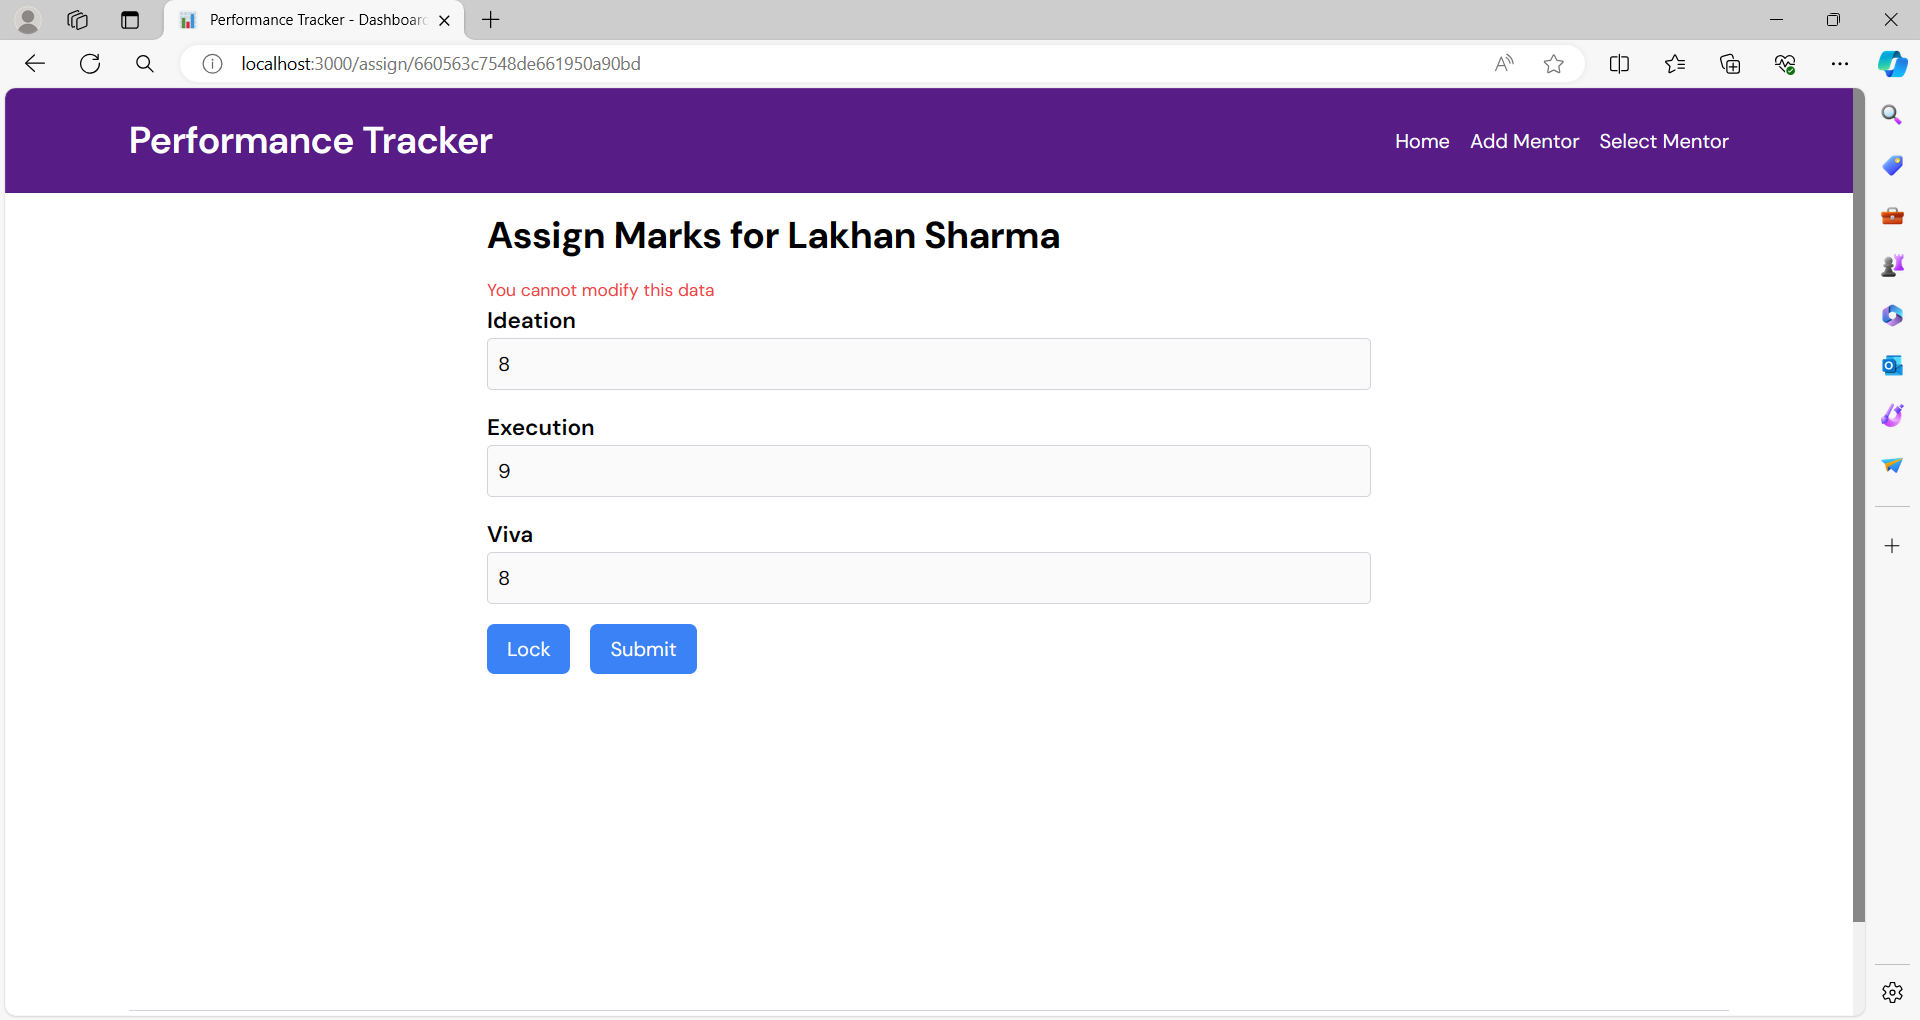 Performance Tracker - Dashboard
localhost:3000/assign/660563c7548de661950a90bd
Performance Tracker
Home Add Mentor Select Mentor
Assign Marks for Lakhan Sharma
You cannot modify this data
Ideation
8
Execution
9
Viva
8
Lock Submit